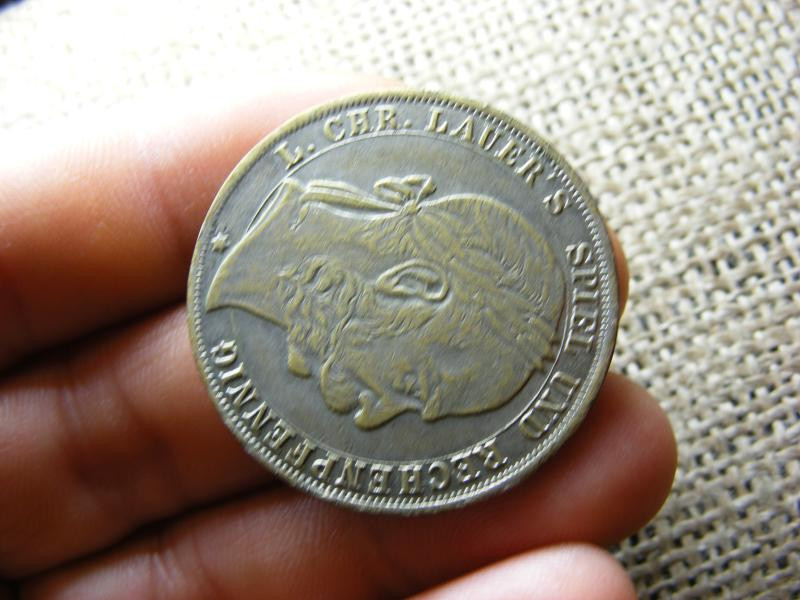 L. CHR. LAUER'S SPIEL UND RECHENPFENNIG